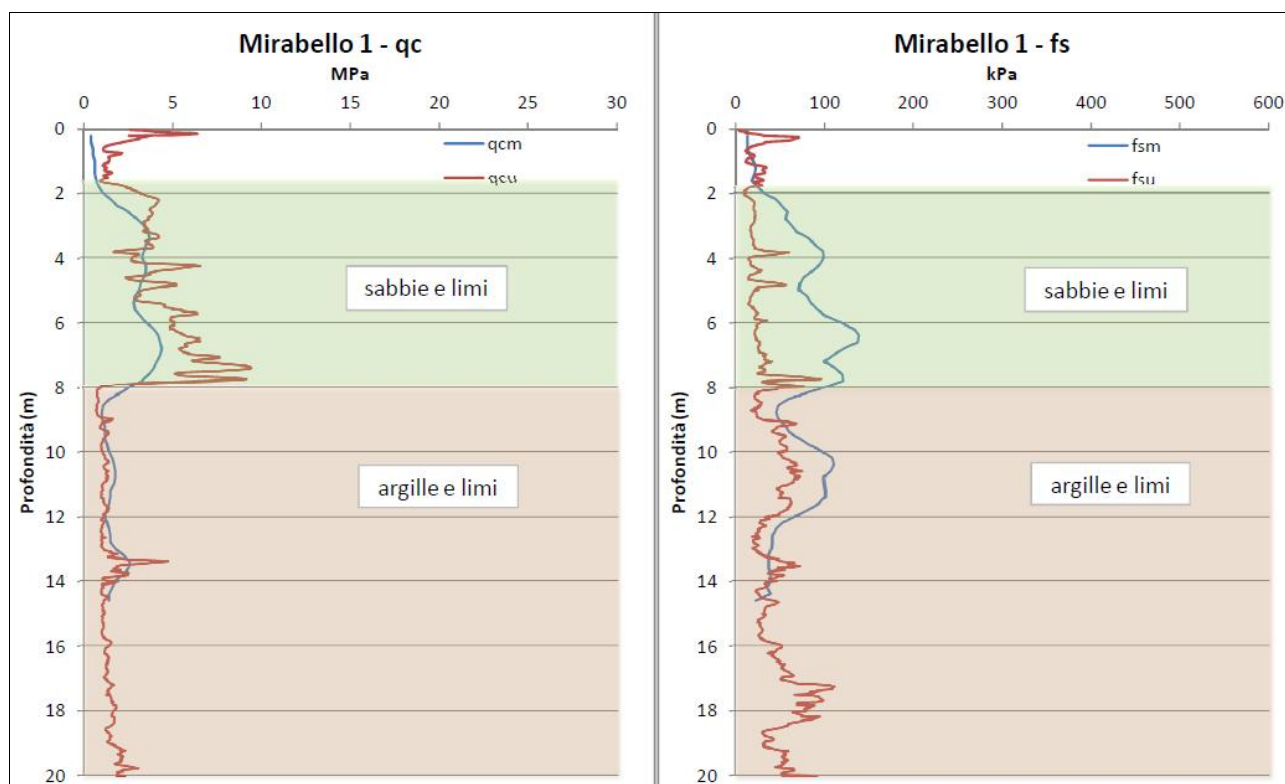 Mirabello 1 - qc
MPa
0 5 10 15 20 25 30
0
2
4
6
8
10
12
14
16
18
20
Profondità (m)
qcm
qcu
sabbie e limi
argille e limi
Mirabello 1 - fs
kPa
0 100 200 300 400 500 600
0
2
4
6
8
10
12
14
16
18
20
Profondità (m)
fsm
fsu
sabbie e limi
argille e limi